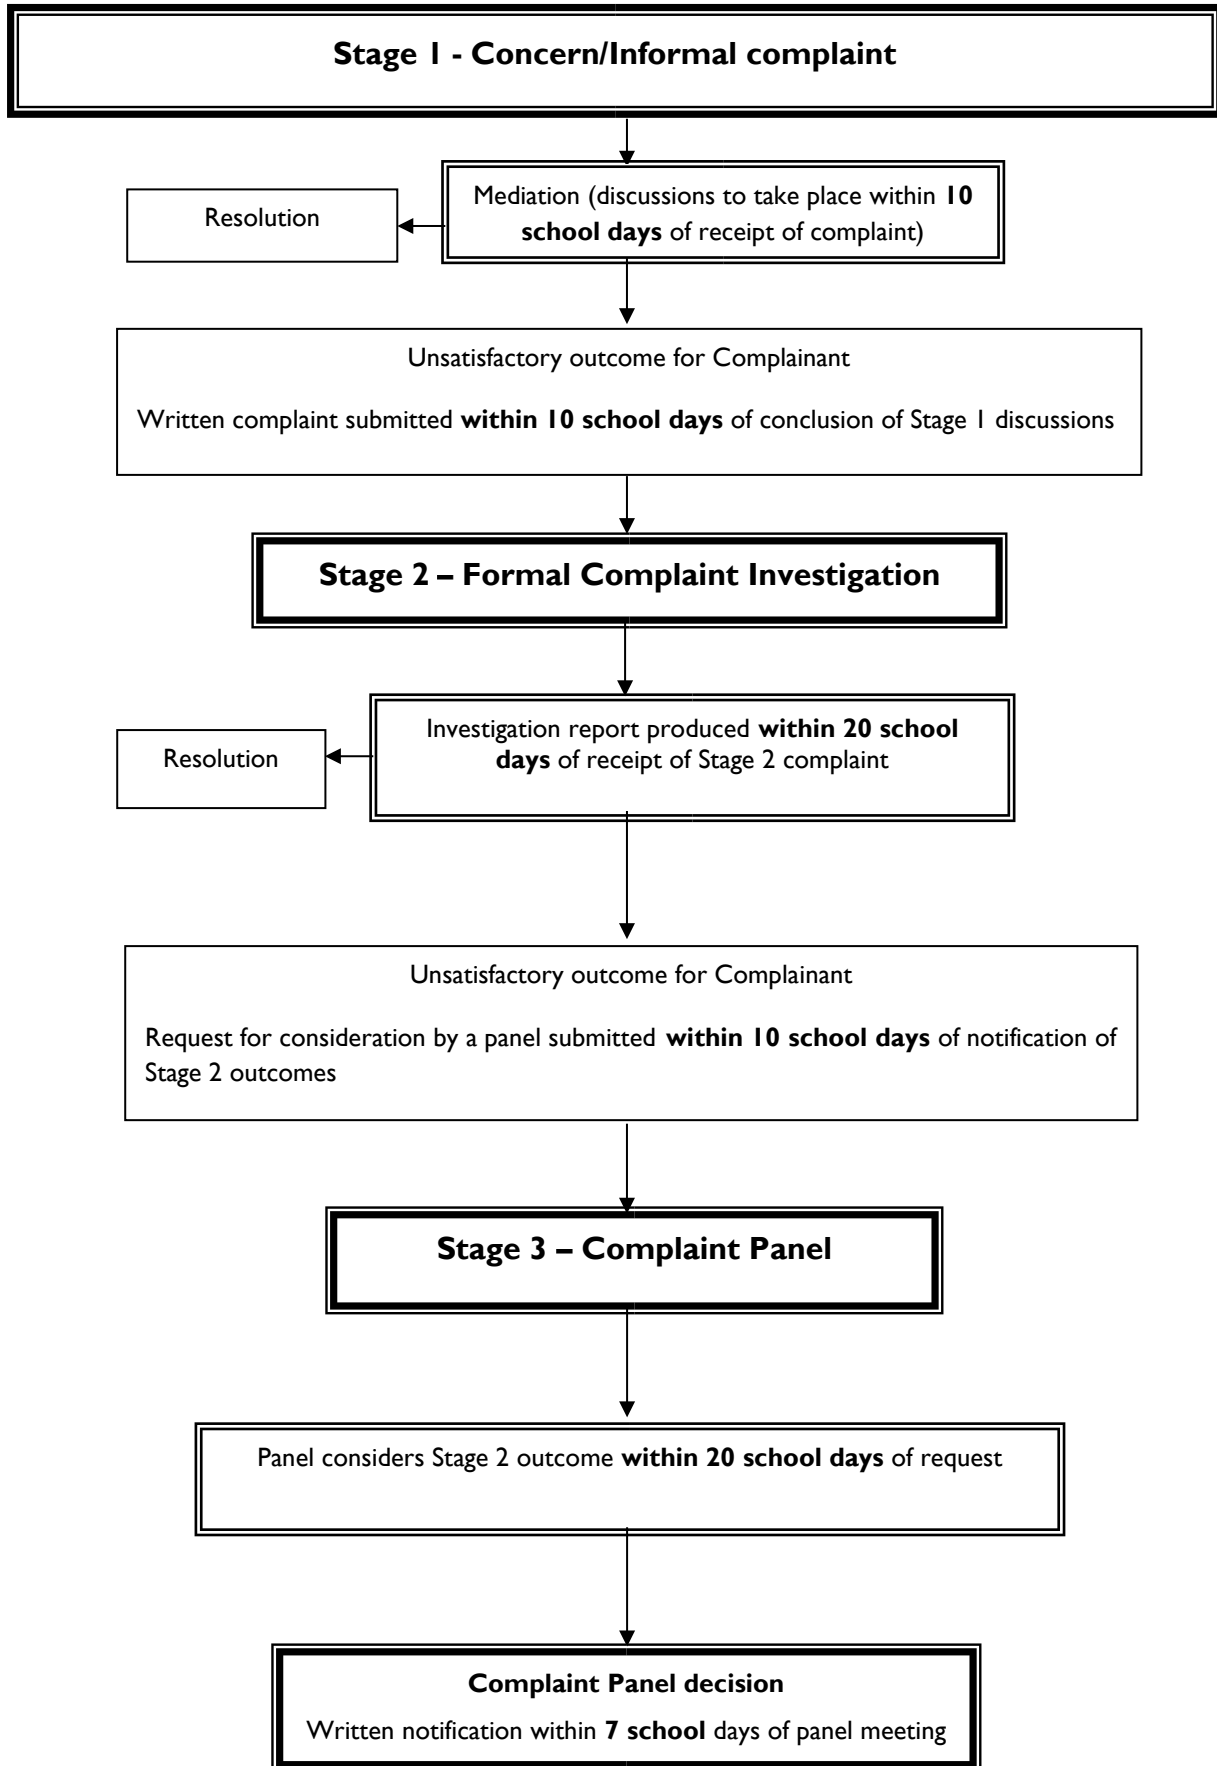 Stage 1 - Concern/Informal complaint
Resolution
Mediation (discussions to take place within 10
school days of receipt of complaint)
Unsatisfactory outcome for Complainant
Written complaint submitted within 10 school days of conclusion of Stage 1 discussions
Stage 2 – Formal Complaint Investigation
Resolution
Investigation report produced within 20 school
days of receipt of Stage 2 complaint
Unsatisfactory outcome for Complainant
Request for consideration by a panel submitted within 10 school days of notification of
Stage 2 outcomes
Stage 3 – Complaint Panel
Panel considers Stage 2 outcome within 20 school days of request
Complaint Panel decision
Written notification within 7 school days of panel meeting